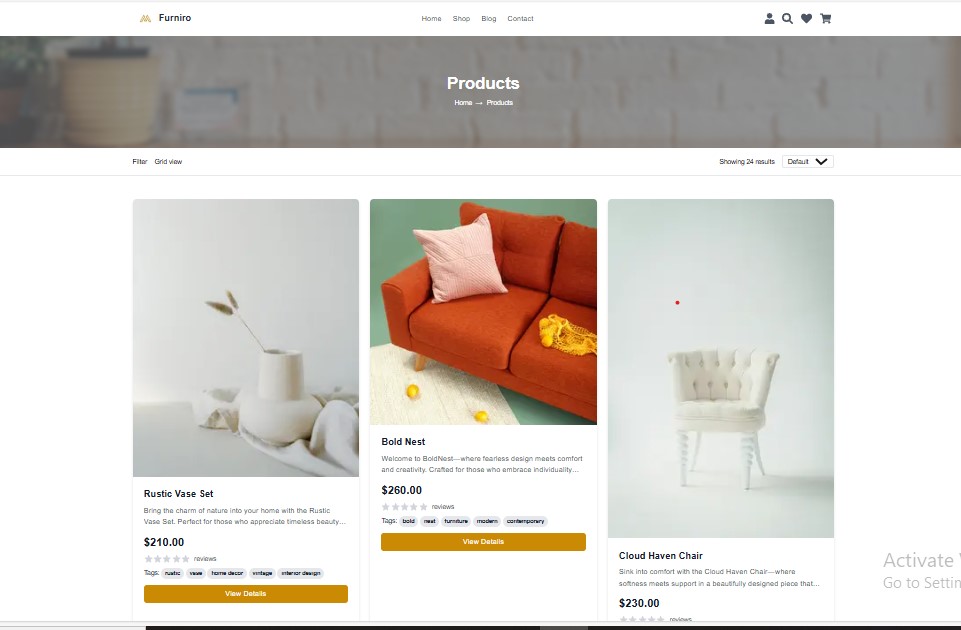 Furniro
Home Shop Blog Contact
Products
Home → Products
Filter Grid view
Showing 24 results Default
Rustic Vase Set
Bring the charm of nature into your home with the Rustic
Vase Set. Perfect for those who appreciate timeless beauty...
$210.00
reviews
Tags: rustic vase home decor vintage interior design
View Details
Bold Nest
Welcome to BoldNest—where fearless design meets comfort
and creativity. Crafted for those who embrace individuality...
$260.00
reviews
Tags: bold nest furniture modern contemporary
View Details
Cloud Haven Chair
Sink into comfort with the Cloud Haven Chair—where
softness meets support in a beautifully designed piece that...
$230.00
reviews
Activate
Go to Settin